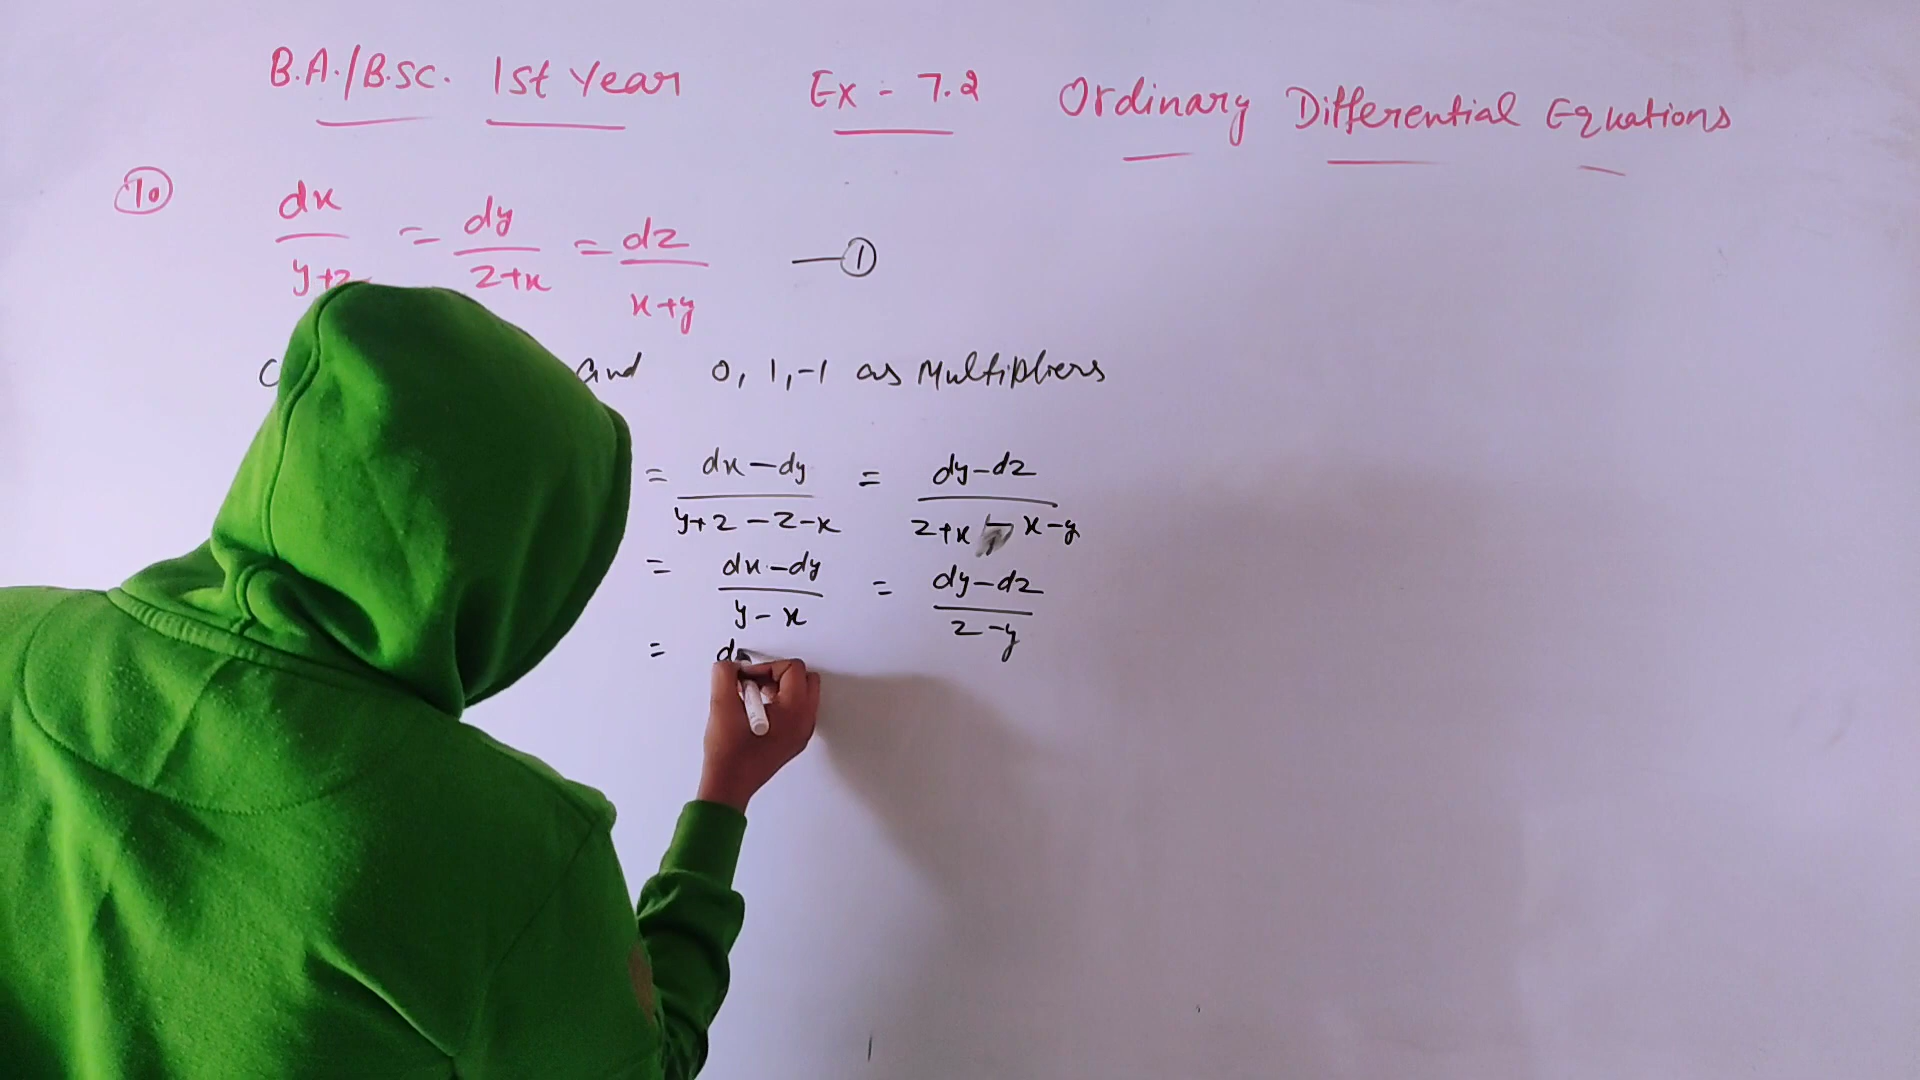 B.A./B.Sc. 1st Year Ex - 7.2 Ordinary Differential Equations
10 dx/y+z = dy/z+x = dz/x+y — 1
and 0, 1, -1 as Multipliers
= dx-dy/y+z-z-x = dy-dz/z+x-x-y
= dx-dy/y-x = dy-dz/z-y
=